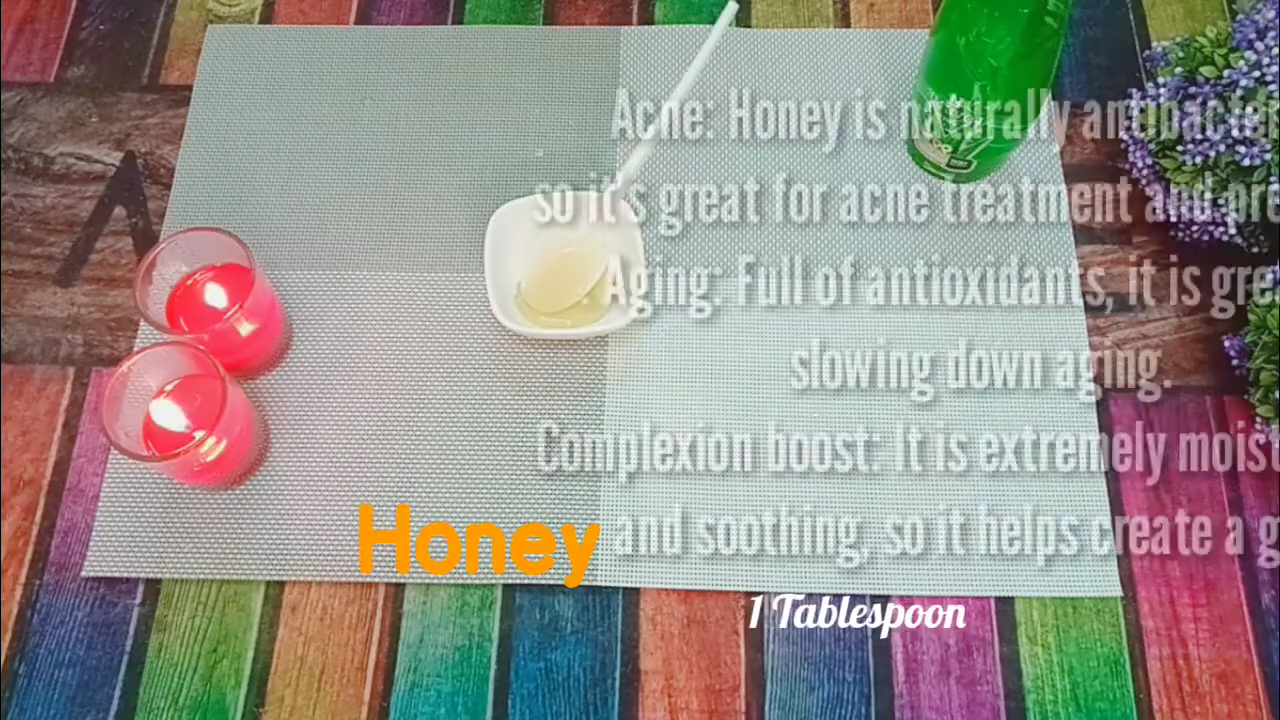 Acne: Honey is naturally
so it's great for acne treatment and
Aging: Full of antioxidants, it is
slowing down aging.
Complexion boost: It is extremely
Honey and soothing, so it helps create a
1 Tablespoon